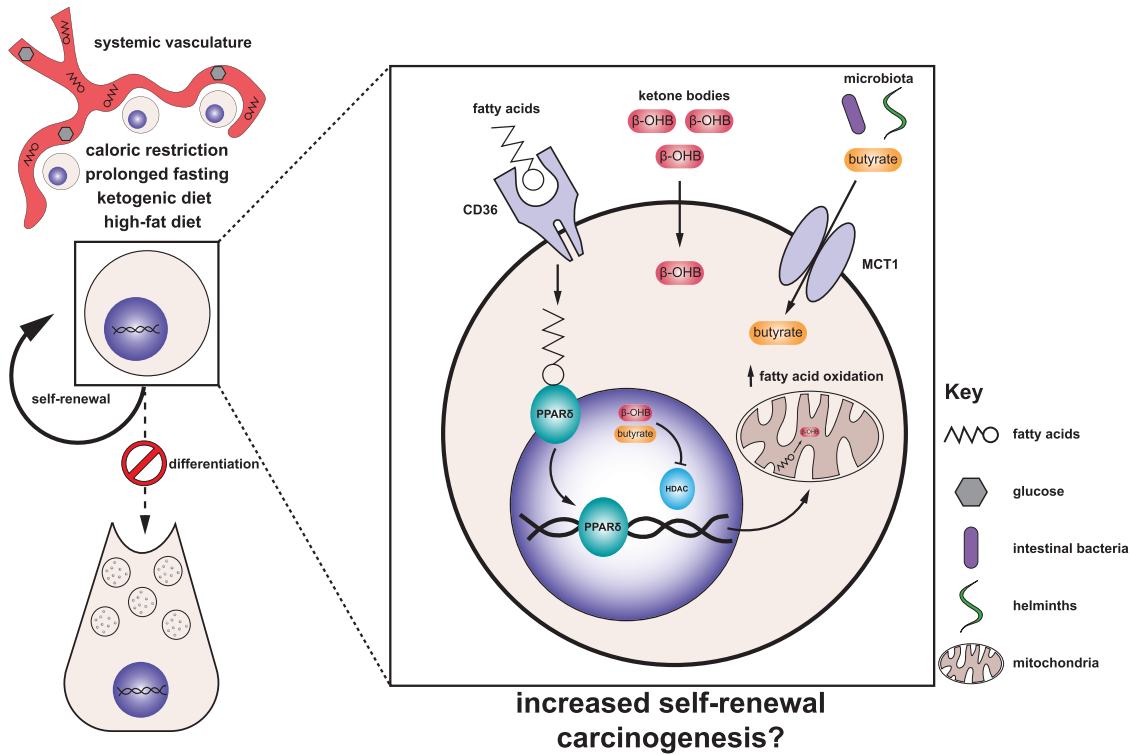 systemic vasculature
caloric restriction
prolonged fasting
ketogenic diet
high-fat diet
self-renewal
differentiation
fatty acids
CD36
ketone bodies
β-OHB
β-OHB
β-OHB
β-OHB
microbiota
butyrate
MCT1
butyrate
fatty acid oxidation
β-OHB
PPARδ
β-OHB
butyrate
HDAC
PPARδ
Key
fatty acids
glucose
intestinal bacteria
helminths
mitochondria
increased self-renewal
carcinogenesis?